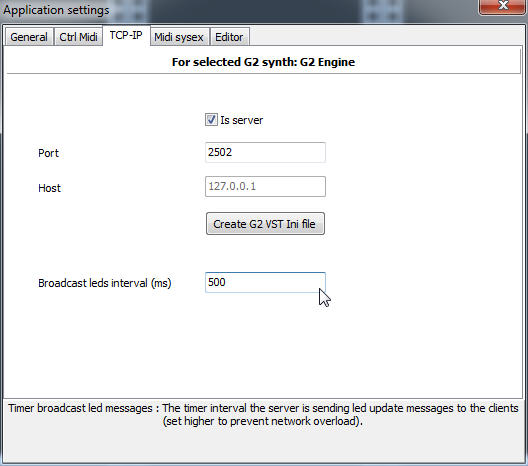 Application settings
General
Ctrl Midi
TCP-IP
Midi sysex
Editor
For selected G2 synth: G2 Engine
Is server
Port
2502
Host
127.0.0.1
Create G2 VST Ini file
Broadcast leds interval (ms)
500
Timer broadcast led messages : The timer interval the server is sending led update messages to the clients
(set higher to prevent network overload).